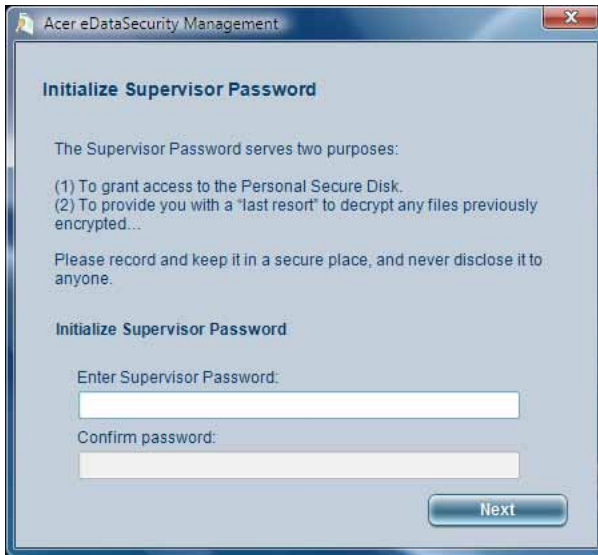 Acer eDataSecurity Management
Initialize Supervisor Password
The Supervisor Password serves two purposes:
(1) To grant access to the Personal Secure Disk.
(2) To provide you with a “last resort” to decrypt any files previously
encrypted...
Please record and keep it in a secure place, and never disclose it to
anyone.
Initialize Supervisor Password
Enter Supervisor Password:
Confirm password:
Next